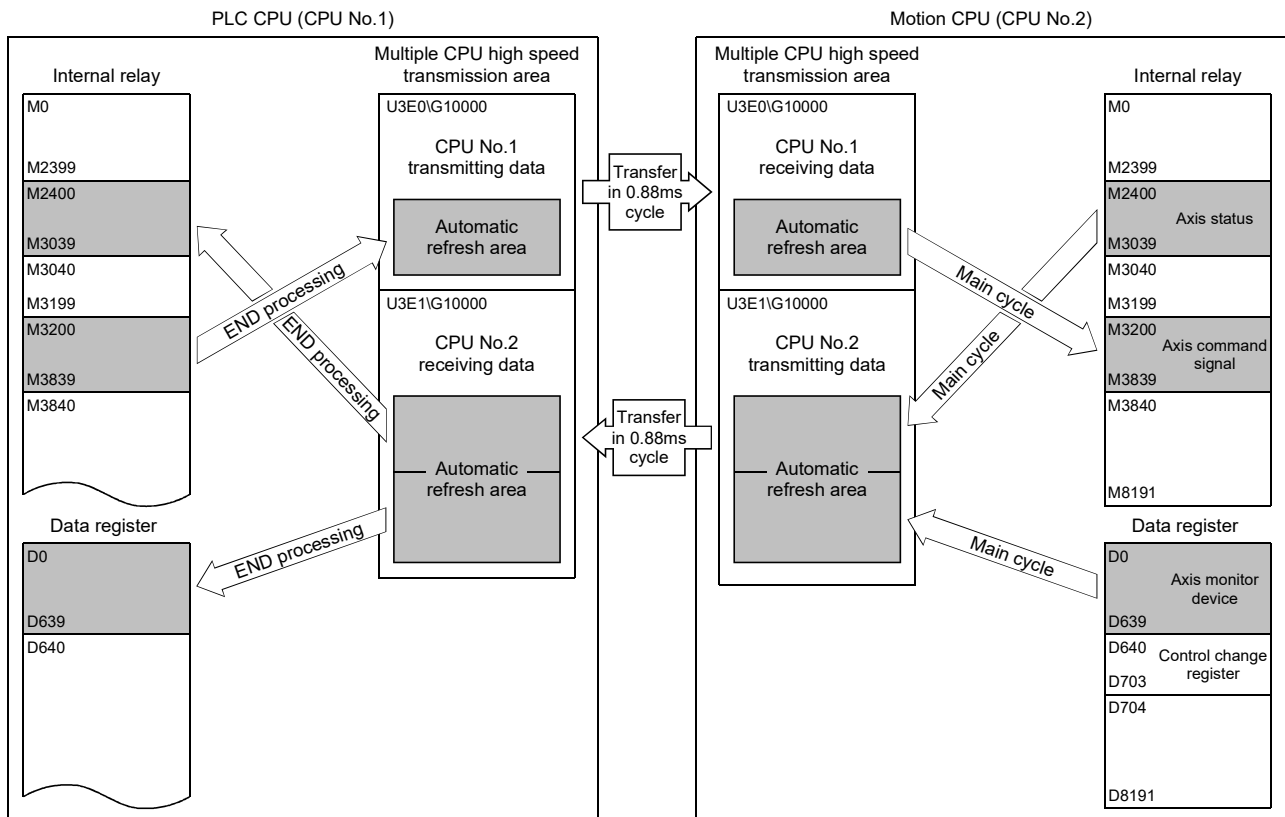 PLC CPU (CPU No.1)
Internal relay
M0
M2399
M2400
M3039
M3040
M3199
M3200
M3839
M3840
Data register
D0
D639
D640
END processing
END processing
END processing
Multiple CPU high speed
transmission area
U3E0\G10000
CPU No.1
transmitting data
Automatic
refresh area
U3E1\G10000
CPU No.2
receiving data
Automatic
refresh area
Transfer
in 0.88ms
cycle
Transfer
in 0.88ms
cycle
Motion CPU (CPU No.2)
Multiple CPU high speed
transmission area
U3E0\G10000
CPU No.1
receiving data
Automatic
refresh area
U3E1\G10000
CPU No.2
transmitting data
Automatic
refresh area
Main cycle
Main cycle
Main cycle
Internal relay
M0
M2399
M2400
Axis status
M3039
M3040
M3199
M3200
Axis command
signal
M3839
M3840
M8191
Data register
D0
Axis monitor
device
D639
D640
Control change
register
D703
D704
D8191